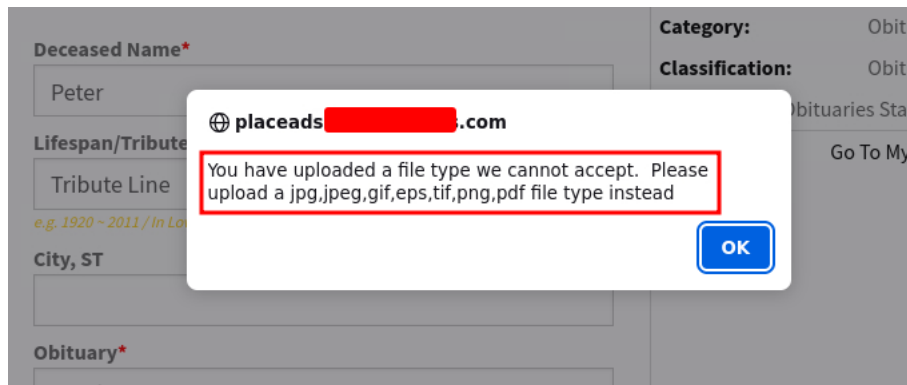 Deceased Name*
Peter
Lifespan/Tribute
Tribute Line
e.g. 1920 ~ 2011 / In Lo
City, ST
Obituary*
Category: Obit
Classification: Obit
Obituaries Sta
Go To My
placeads .com
You have uploaded a file type we cannot accept. Please
upload a jpg,jpeg,gif,eps,tif,png,pdf file type instead
OK